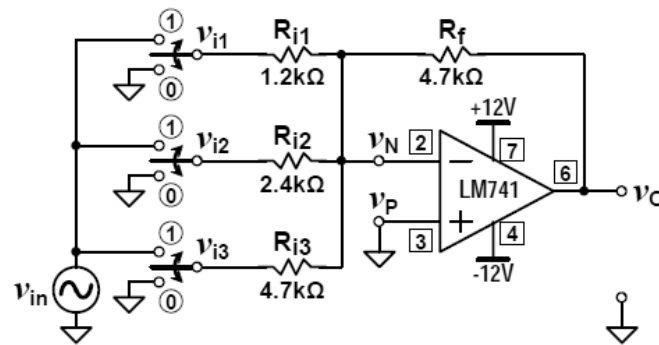 ① v_i1 R_i1 R_f
1.2kΩ 4.7kΩ
⓪
+12V
① v_i2 R_i2 v_N 2 − 7
2.4kΩ LM741 6 v_O
⓪ v_P
+
① v_i3 R_i3 3 4
4.7kΩ -12V
v_in ⓪